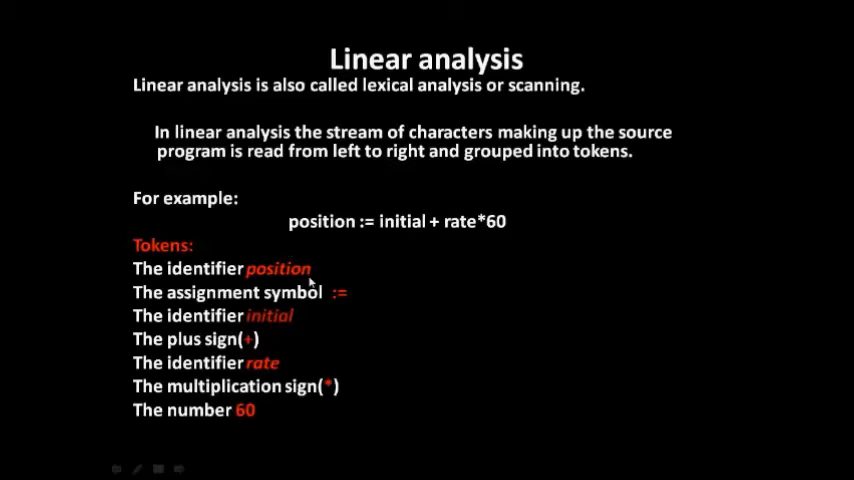 Linear analysis
Linear analysis is also called lexical analysis or scanning.
In linear analysis the stream of characters making up the source
program is read from left to right and grouped into tokens.
For example:
position := initial + rate*60
Tokens:
The identifier position
The assignment symbol :=
The identifier initial
The plus sign(+)
The identifier rate
The multiplication sign(*)
The number 60